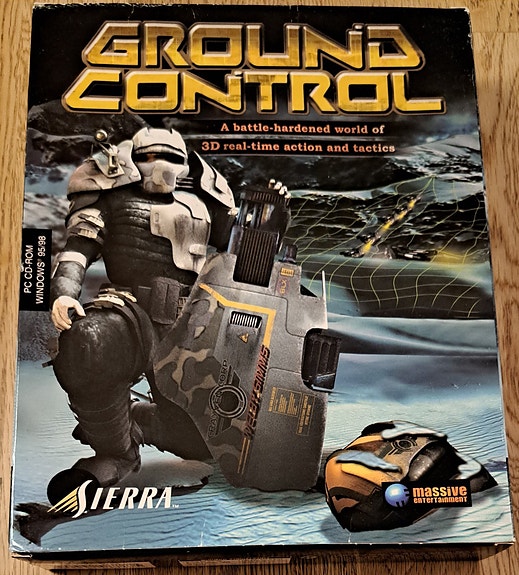 GROUND
CONTROL
A battle-hardened world of
3D real-time action and tactics
PC CD-ROM
WINDOWS® 95/98
SIERRA™
massive
ENTERTAINMENT